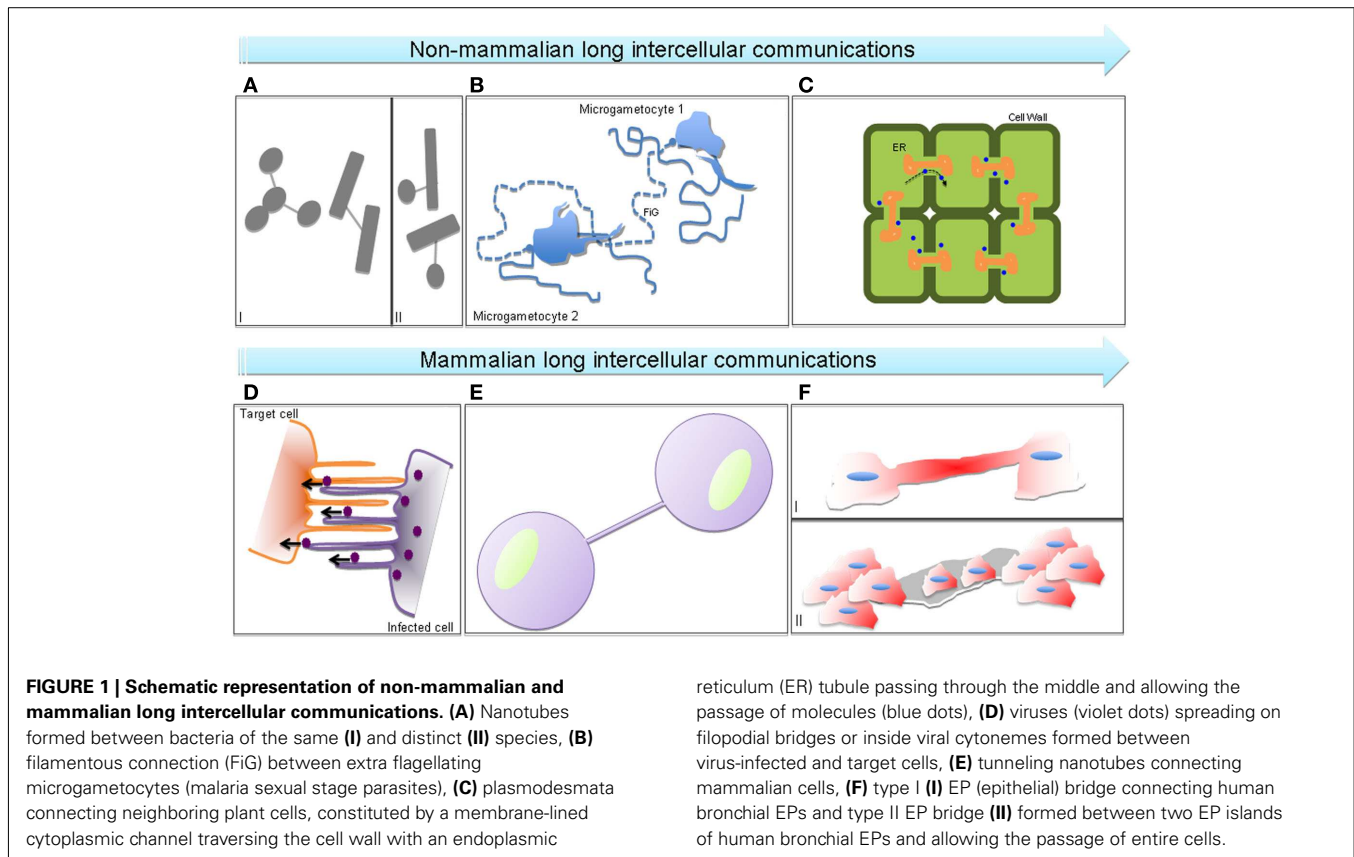 Non-mammalian long intercellular communications
A
B
C
I
II
Microgametocyte 1
FiG
Microgametocyte 2
Cell Wall
ER
Mammalian long intercellular communications
D
E
F
Target cell
Infected cell
I
II
FIGURE 1 | Schematic representation of non-mammalian and
mammalian long intercellular communications. (A) Nanotubes
formed between bacteria of the same (I) and distinct (II) species, (B)
filamentous connection (FiG) between extra flagellating
microgametocytes (malaria sexual stage parasites), (C) plasmodesmata
connecting neighboring plant cells, constituted by a membrane-lined
cytoplasmic channel traversing the cell wall with an endoplasmic
reticulum (ER) tubule passing through the middle and allowing the
passage of molecules (blue dots), (D) viruses (violet dots) spreading on
filopodial bridges or inside viral cytonemes formed between
virus-infected and target cells, (E) tunneling nanotubes connecting
mammalian cells, (F) type I (I) EP (epithelial) bridge connecting human
bronchial EPs and type II EP bridge (II) formed between two EP islands
of human bronchial EPs and allowing the passage of entire cells.